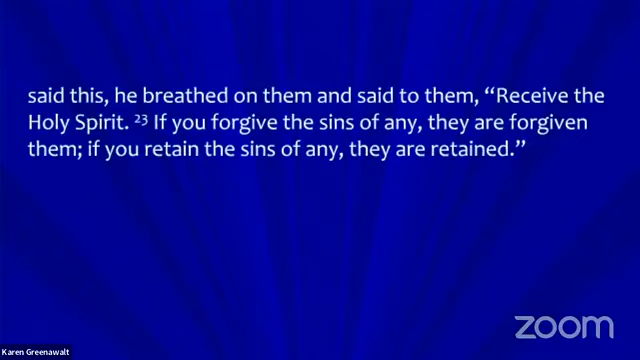 said this, he breathed on them and said to them, “Receive the
Holy Spirit. ²³ If you forgive the sins of any, they are forgiven
them; if you retain the sins of any, they are retained.”
zoom
Karen Greenawalt